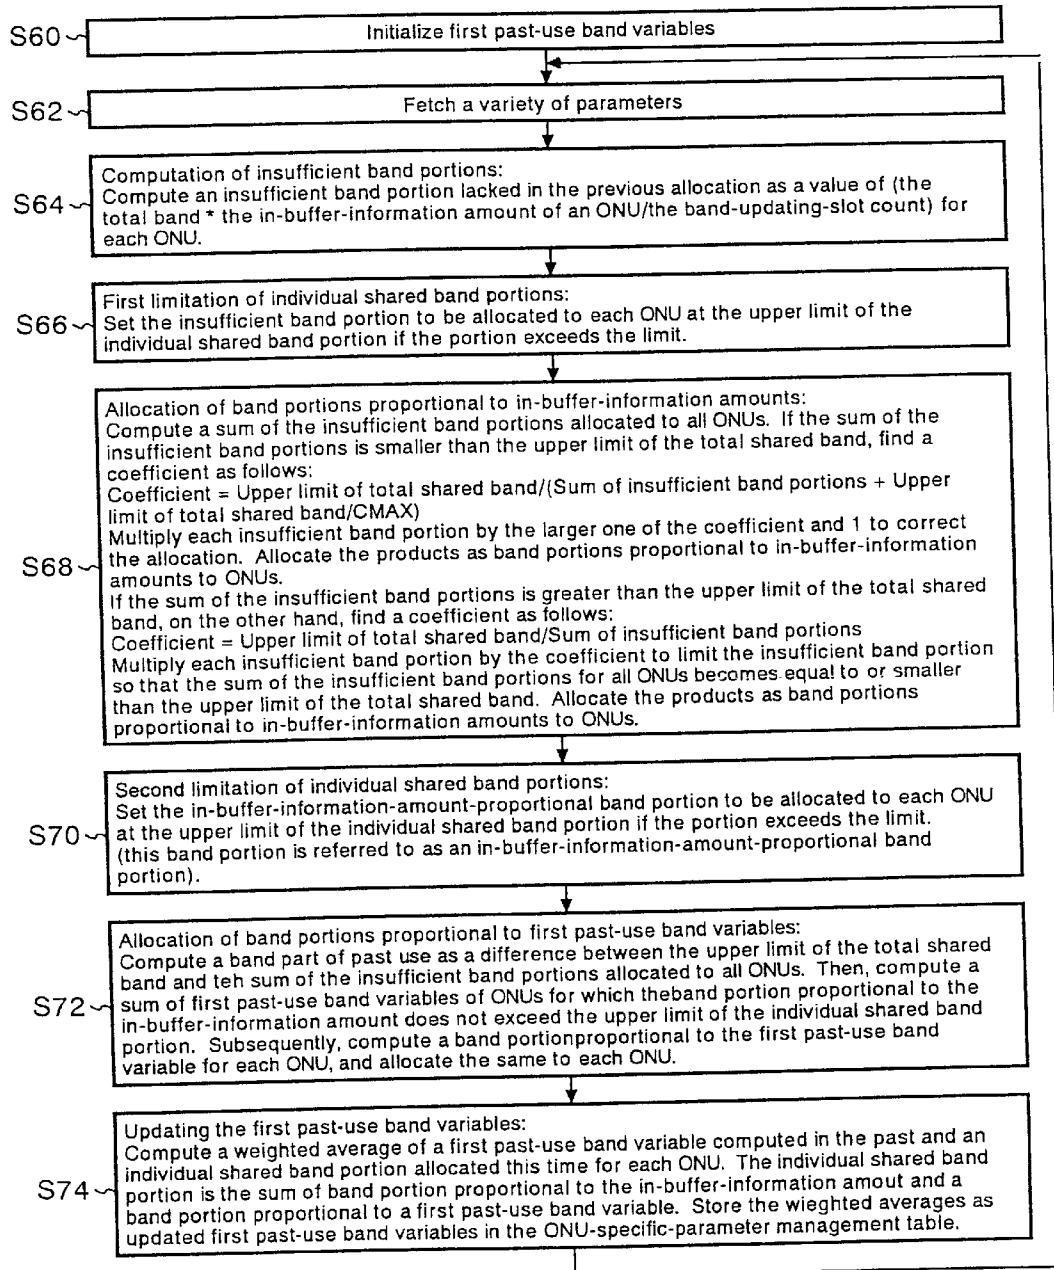 S60
Initialize first past-use band variables
S62
Fetch a variety of parameters
S64
Computation of insufficient band portions:
Compute an insufficient band portion lacked in the previous allocation as a value of (the
total band * the in-buffer-information amount of an ONU/the band-updating-slot count) for
each ONU.
S66
First limitation of individual shared band portions:
Set the insufficient band portion to be allocated to each ONU at the upper limit of the
individual shared band portion if the portion exceeds the limit.
S68
Allocation of band portions proportional to in-buffer-information amounts:
Compute a sum of the insufficient band portions allocated to all ONUs. If the sum of the
insufficient band portions is smaller than the upper limit of the total shared band, find a
coefficient as follows:
Coefficient = Upper limit of total shared band/(Sum of insufficient band portions + Upper
limit of total shared band/CMAX)
Multiply each insufficient band portion by the larger one of the coefficient and 1 to correct
the allocation. Allocate the products as band portions proportional to in-buffer-information
amounts to ONUs.
If the sum of the insufficient band portions is greater than the upper limit of the total shared
band, on the other hand, find a coefficient as follows:
Coefficient = Upper limit of total shared band/Sum of insufficient band portions
Multiply each insufficient band portion by the coefficient to limit the insufficient band portion
so that the sum of the insufficient band portions for all ONUs becomes equal to or smaller
than the upper limit of the total shared band. Allocate the products as band portions
proportional to in-buffer-information amounts to ONUs.
S70
Second limitation of individual shared band portions:
Set the in-buffer-information-amount-proportional band portion to be allocated to each ONU
at the upper limit of the individual shared band portion if the portion exceeds the limit.
(this band portion is referred to as an in-buffer-information-amount-proportional band
portion).
S72
Allocation of band portions proportional to first past-use band variables:
Compute a band part of past use as a difference between the upper limit of the total shared
band and teh sum of the insufficient band portions allocated to all ONUs. Then, compute a
sum of first past-use band variables of ONUs for which theband portion proportional to the
in-buffer-information amount does not exceed the upper limit of the individual shared band
portion. Subsequently, compute a band portionproportional to the first past-use band
variable for each ONU, and allocate the same to each ONU.
S74
Updating the first past-use band variables:
Compute a weighted average of a first past-use band variable computed in the past and an
individual shared band portion allocated this time for each ONU. The individual shared band
portion is the sum of band portion proportional to the in-buffer-information amout and a
band portion proportional to a first past-use band variable. Store the wieghted averages as
updated first past-use band variables in the ONU-specific-parameter management table.